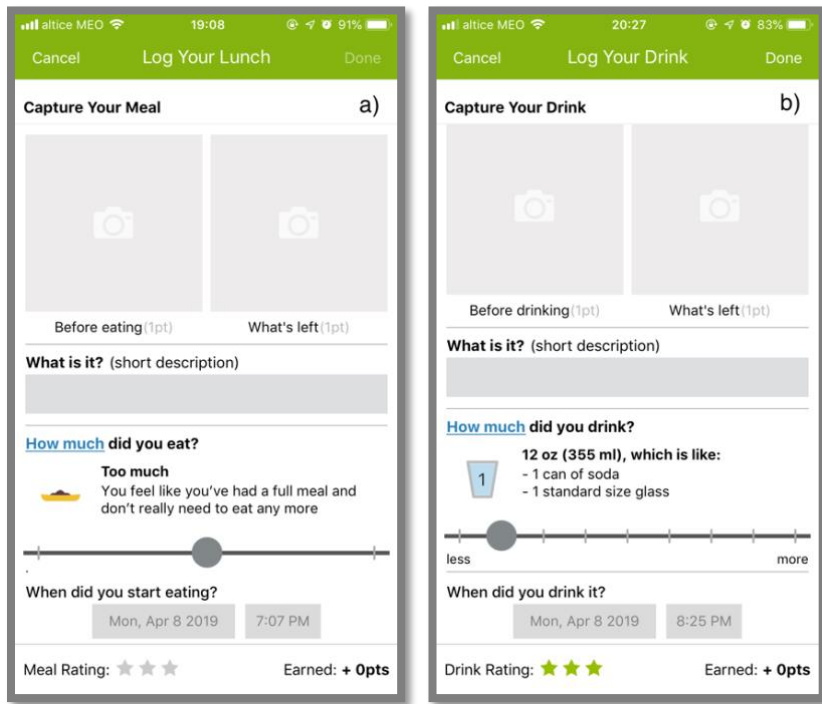 altice MEO 19:08 91%
Cancel Log Your Lunch Done
Capture Your Meal a)
Before eating(1pt) What's left(1pt)
What is it? (short description)
How much did you eat?
Too much
You feel like you've had a full meal and
don't really need to eat any more
When did you start eating?
Mon, Apr 8 2019 7:07 PM
Meal Rating: Earned: + 0pts
altice MEO 20:27 83%
Cancel Log Your Drink Done
Capture Your Drink b)
Before drinking(1pt) What's left(1pt)
What is it? (short description)
How much did you drink?
12 oz (355 ml), which is like:
1
- 1 can of soda
- 1 standard size glass
less more
When did you drink it?
Mon, Apr 8 2019 8:25 PM
Drink Rating: Earned: + 0pts